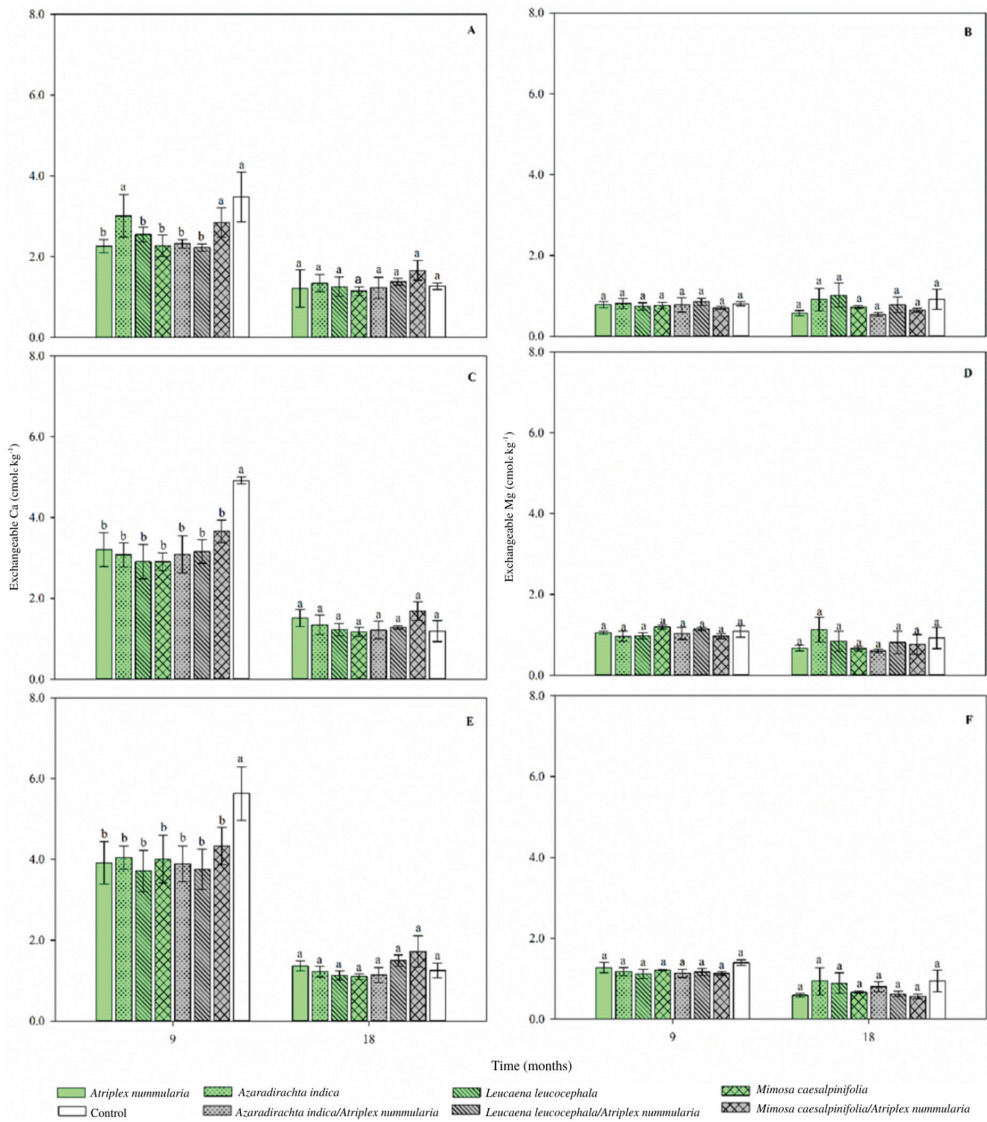 8.0
A
6.0
4.0
2.0
0.0
b a b b b b a a
a a a a a a a a
8.0
B
6.0
4.0
2.0
0.0
a a a a a a a a
a a a a a a a a
8.0
C
6.0
4.0
2.0
0.0
b b b b b b b a
a a a a a a a a
8.0
D
6.0
4.0
2.0
0.0
a a a a a a a a
a a a a a a a a
8.0
E
6.0
4.0
2.0
0.0
b b b b b b b a
a a a a a a a a
9 18
8.0
F
6.0
4.0
2.0
0.0
a a a a a a a a
a a a a a a a a
9 18
Exchangeable Ca (cmolc kg-1)
Exchangeable Mg (cmolc kg-1)
Time (months)
Atriplex nummularia Azaradirachta indica Leucaena leucocephala Mimosa caesalpinifolia
Control Azaradirachta indica/Atriplex nummularia Leucaena leucocephala/Atriplex nummularia Mimosa caesalpinifolia/Atriplex nummularia